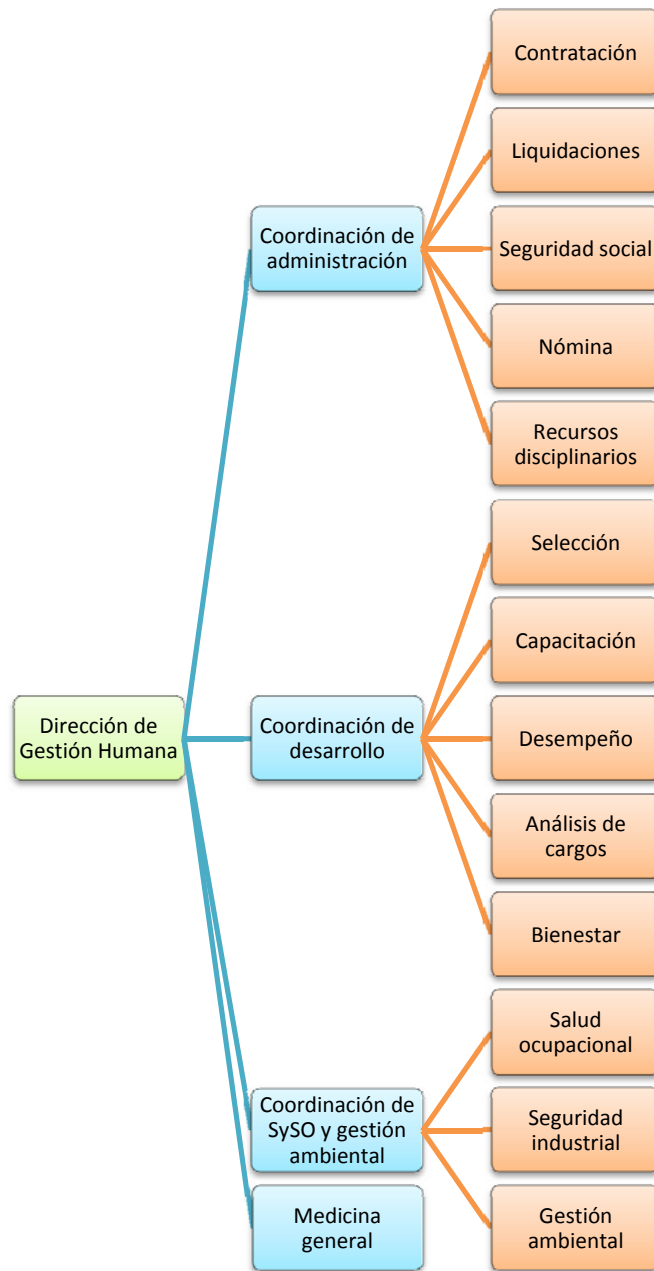 Dirección de
Gestión Humana
Coordinación de
administración
Contratación
Liquidaciones
Seguridad social
Nómina
Recursos
disciplinarios
Coordinación de
desarrollo
Selección
Capacitación
Desempeño
Análisis de
cargos
Bienestar
Coordinación de
SySO y gestión
ambiental
Salud
ocupacional
Seguridad
industrial
Gestión
ambiental
Medicina
general